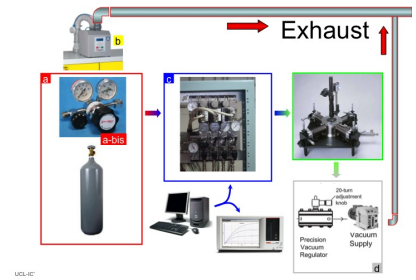 b
Exhaust
a
a-bis
c
20-turn
adjustment
knob
Precision
Vacuum
Regulator
Vacuum
Supply
d
UCL-IC'